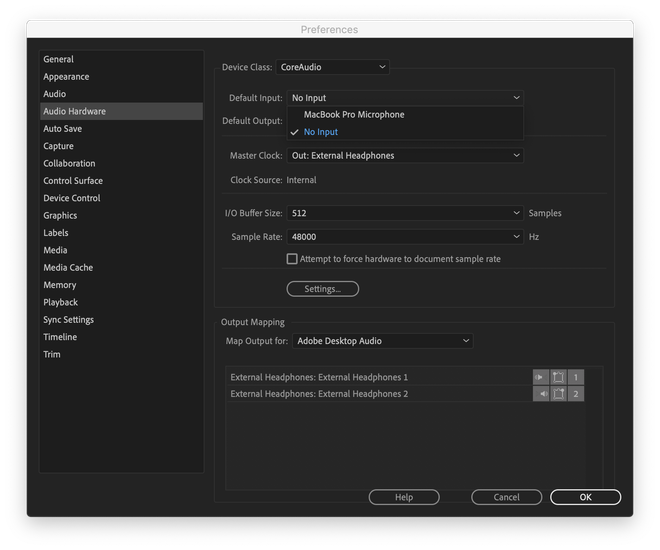 Preferences
General
Appearance
Audio
Audio Hardware
Auto Save
Capture
Collaboration
Control Surface
Device Control
Graphics
Labels
Media
Media Cache
Memory
Playback
Sync Settings
Timeline
Trim
Device Class: CoreAudio
Default Input: No Input
MacBook Pro Microphone
Default Output:
No Input
Master Clock: Out: External Headphones
Clock Source: Internal
I/O Buffer Size: 512 Samples
Sample Rate: 48000 Hz
Attempt to force hardware to document sample rate
Settings...
Output Mapping
Map Output for: Adobe Desktop Audio
External Headphones: External Headphones 1 1
External Headphones: External Headphones 2 2
Help Cancel OK